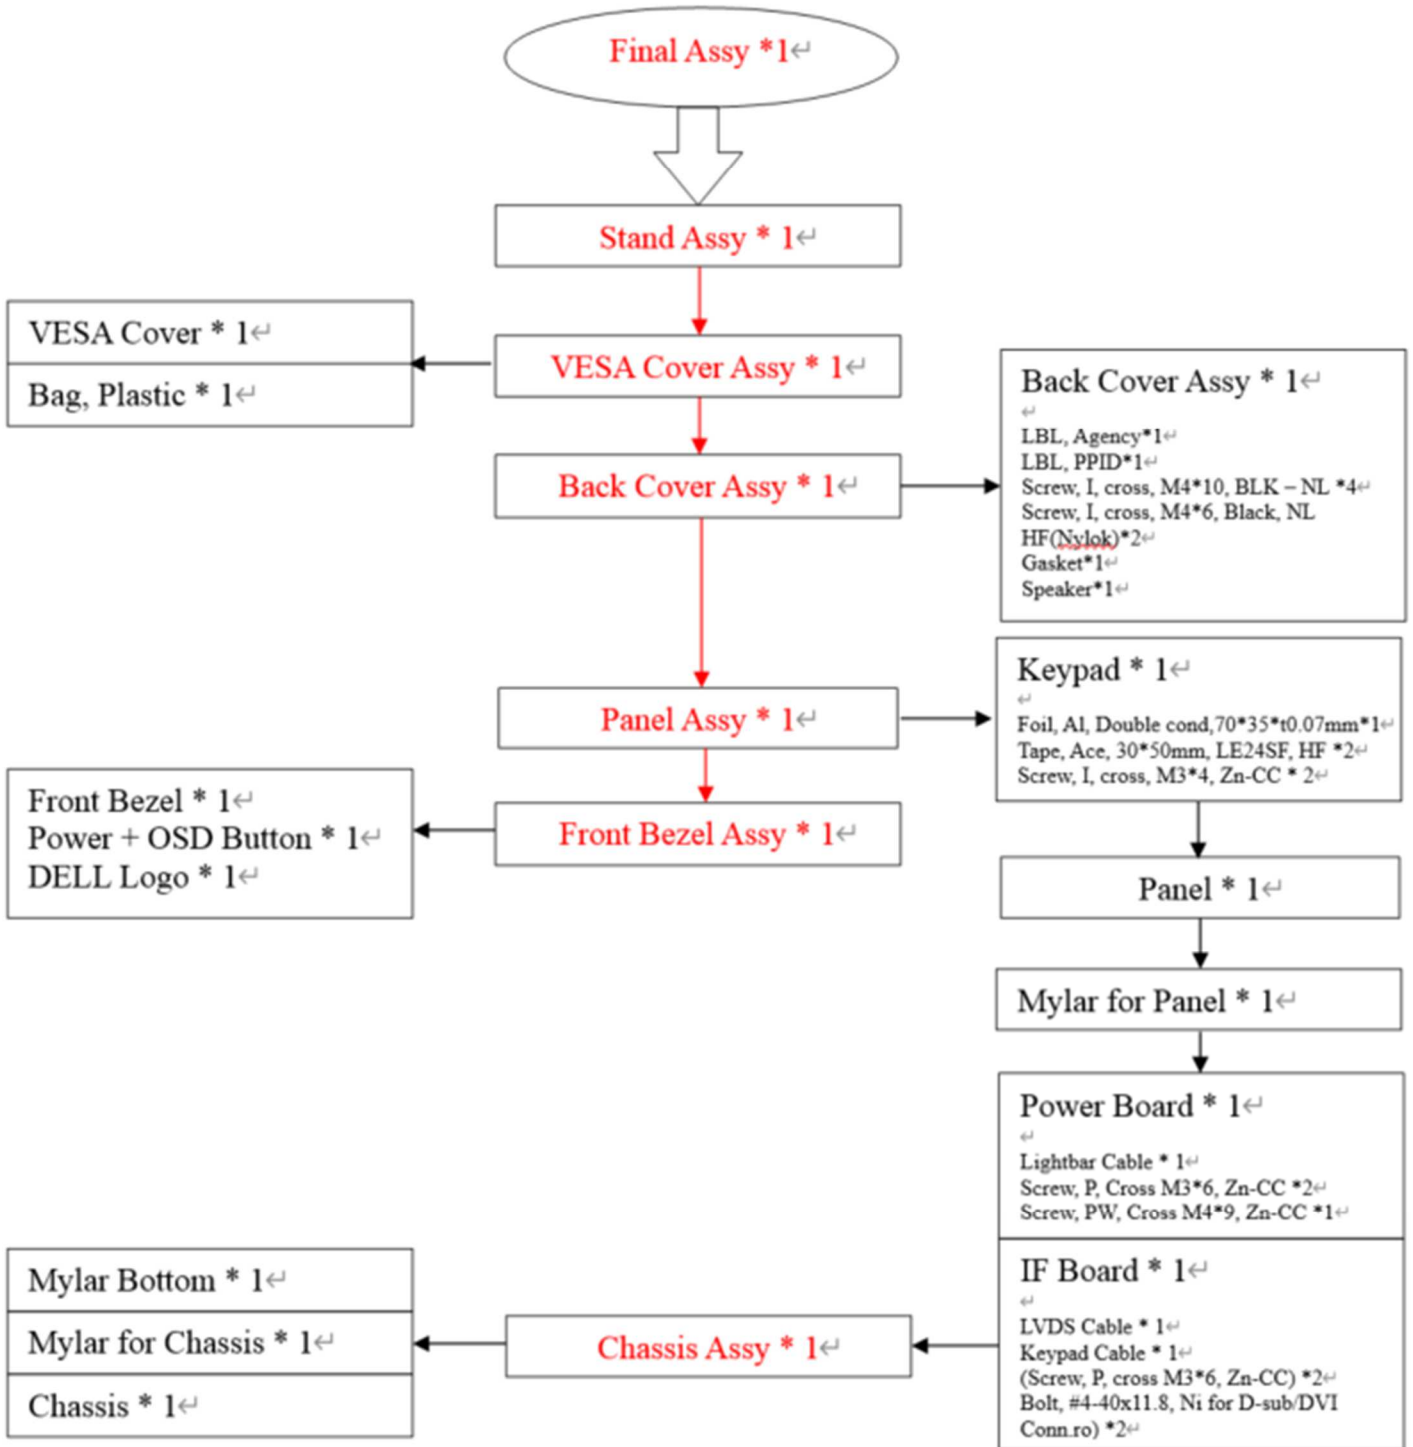 Final Assy *1↵
Stand Assy * 1↵
VESA Cover * 1↵
Bag, Plastic * 1↵
VESA Cover Assy * 1↵
Back Cover Assy * 1↵
Back Cover Assy * 1↵
↵
LBL, Agency*1↵
LBL, PPID*1↵
Screw, I, cross, M4*10, BLK – NL *4↵
Screw, I, cross, M4*6, Black, NL
HF(Nylok)*2↵
Gasket*1↵
Speaker*1↵
Panel Assy * 1↵
Keypad * 1↵
↵
Foil, Al, Double cond,70*35*t0.07mm*1↵
Tape, Ace, 30*50mm, LE24SF, HF *2↵
Screw, I, cross, M3*4, Zn-CC * 2↵
Front Bezel * 1↵
Power + OSD Button * 1↵
DELL Logo * 1↵
Front Bezel Assy * 1↵
Panel * 1↵
Mylar for Panel * 1↵
Power Board * 1↵
↵
Lightbar Cable * 1↵
Screw, P, Cross M3*6, Zn-CC *2↵
Screw, PW, Cross M4*9, Zn-CC *1↵
IF Board * 1↵
↵
LVDS Cable * 1↵
Keypad Cable * 1↵
(Screw, P, cross M3*6, Zn-CC) *2↵
Bolt, #4-40x11.8, Ni for D-sub/DVI
Conn.ro) *2↵
Chassis Assy * 1↵
Mylar Bottom * 1↵
Mylar for Chassis * 1↵
Chassis * 1↵